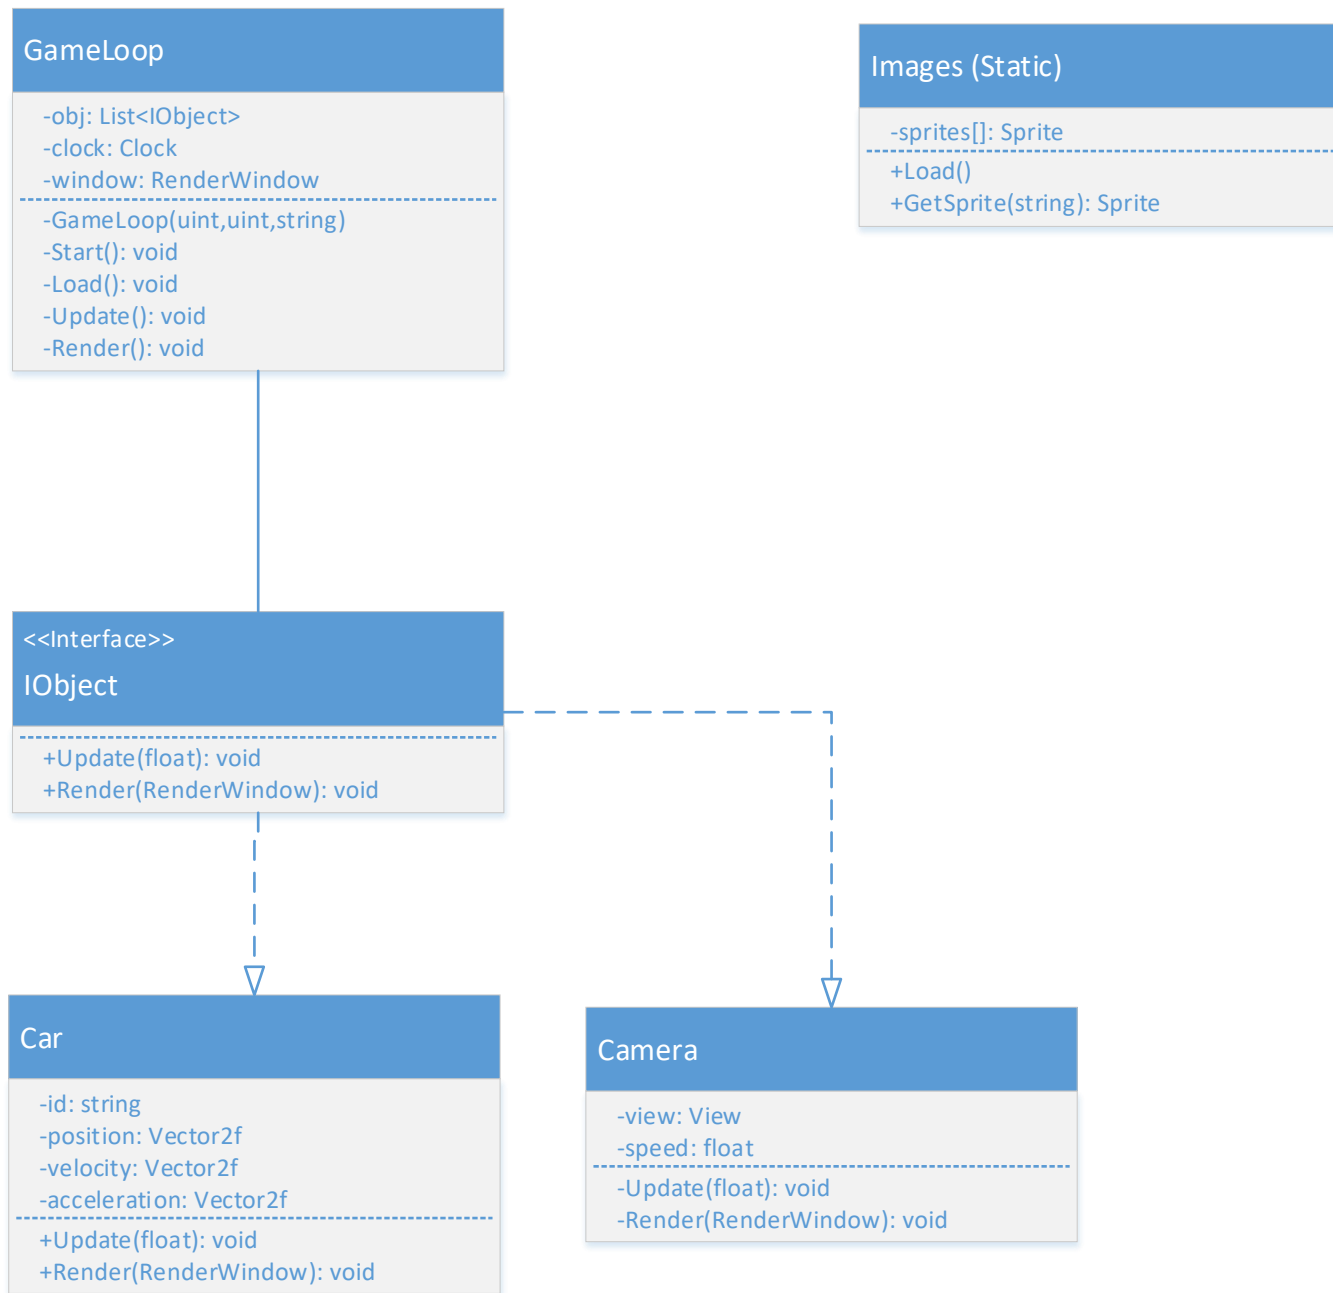 GameLoop
-obj: List<IObject>
-clock: Clock
-window: RenderWindow
-GameLoop(uint,uint,string)
-Start(): void
-Load(): void
-Update(): void
-Render(): void
Images (Static)
-sprites[]: Sprite
+Load()
+GetSprite(string): Sprite
<<Interface>>
IObject
+Update(float): void
+Render(RenderWindow): void
Car
-id: string
-position: Vector2f
-velocity: Vector2f
-acceleration: Vector2f
+Update(float): void
+Render(RenderWindow): void
Camera
-view: View
-speed: float
-Update(float): void
-Render(RenderWindow): void